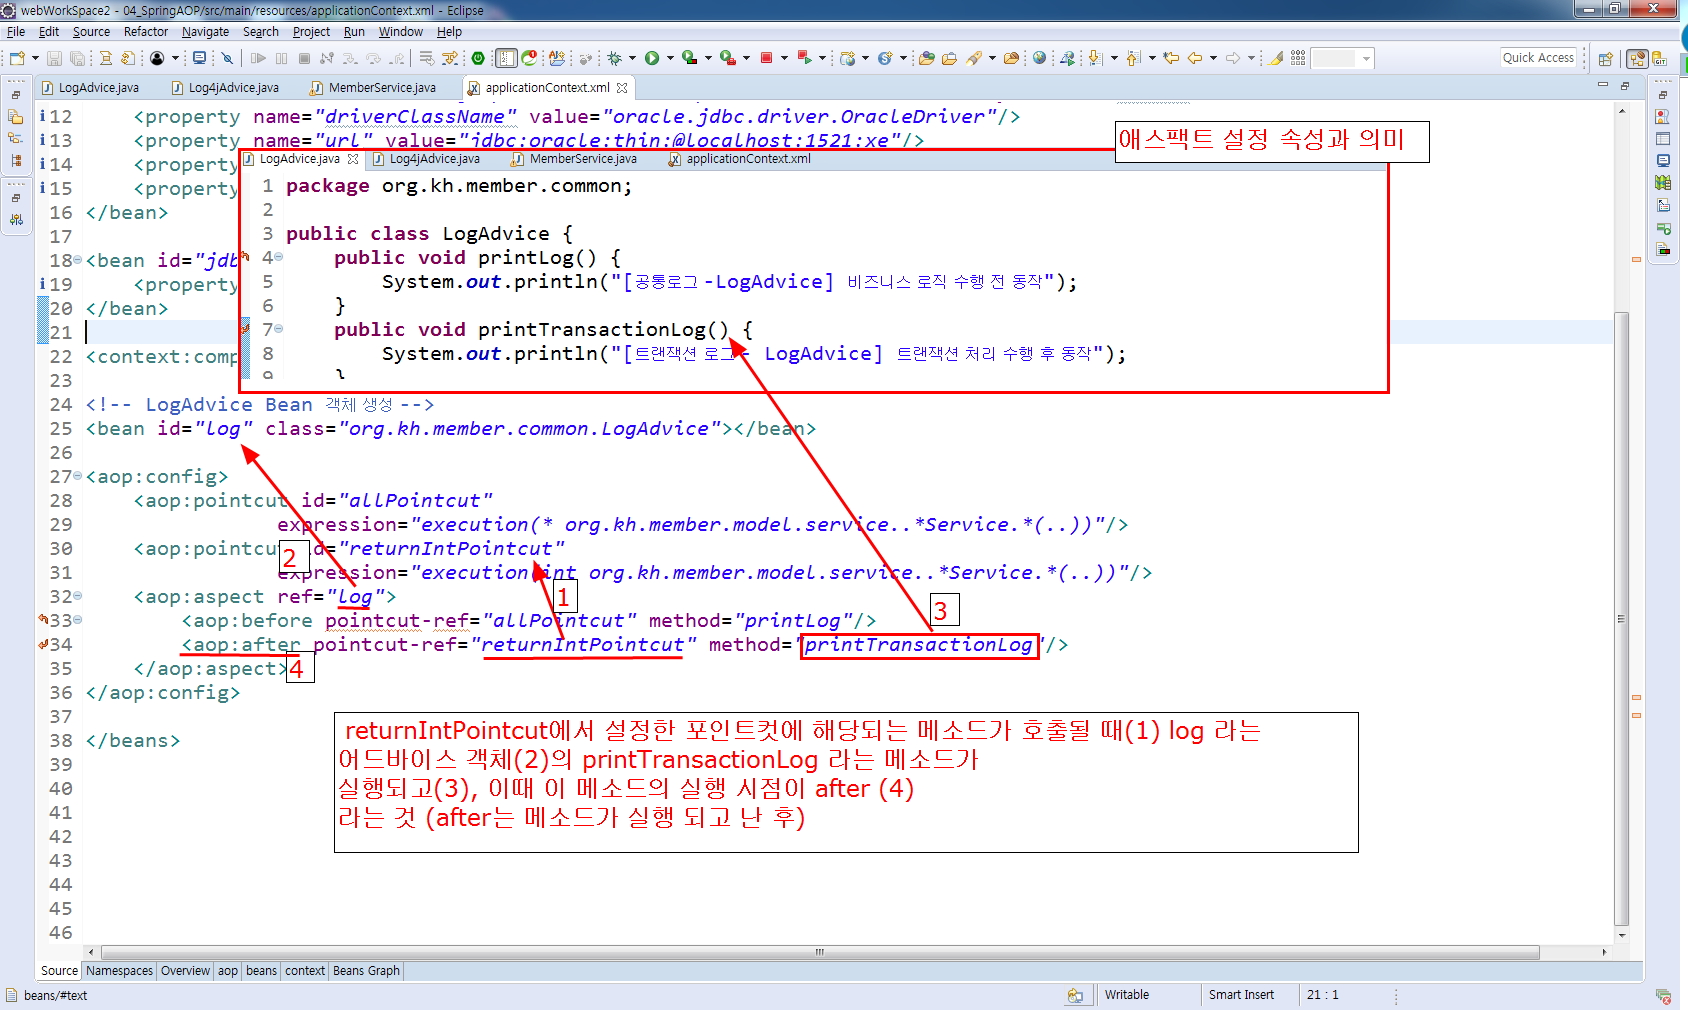 webWorkSpace2 - 04_SpringAOP/src/main/resources/applicationContext.xml - Eclipse
File Edit Source Refactor Navigate Search Project Run Window Help
Quick Access
LogAdvice.java Log4jAdvice.java MemberService.java applicationContext.xml
12 <property name="driverClassName" value="oracle.jdbc.driver.OracleDriver"/>
13 <property name="url" value="jdbc:oracle:thin:@localhost:1521:xe"/>
14 <property
15 <property
16 </bean>
17
18 <bean id="jdb
19 <property
20 </bean>
21
22 <context:comp
23
애스팩트 설정 속성과 의미
LogAdvice.java Log4jAdvice.java MemberService.java applicationContext.xml
1 package org.kh.member.common;
2
3 public class LogAdvice {
4 public void printLog() {
5 System.out.println("[공통로그 -LogAdvice] 비즈니스 로직 수행 전 동작");
6 }
7 public void printTransactionLog() {
8 System.out.println("[트랜잭션 로그 - LogAdvice] 트랜잭션 처리 수행 후 동작");
9 }
24 <!-- LogAdvice Bean 객체 생성 -->
25 <bean id="log" class="org.kh.member.common.LogAdvice"></bean>
26
27 <aop:config>
28 <aop:pointcut id="allPointcut"
29 expression="execution(* org.kh.member.model.service..*Service.*(..))"/>
30 <aop:pointcut id="returnIntPointcut"
2
31 expression="execution(int org.kh.member.model.service..*Service.*(..))"/>
32 <aop:aspect ref="log">
1
3
33 <aop:before pointcut-ref="allPointcut" method="printLog"/>
34 <aop:after pointcut-ref="returnIntPointcut" method="printTransactionLog"/>
35 </aop:aspect>
4
36 </aop:config>
37
38 </beans>
39
40
41
42
43
44
45
46
returnIntPointcut에서 설정한 포인트컷에 해당되는 메소드가 호출될 때(1) log 라는
어드바이스 객체(2)의 printTransactionLog 라는 메소드가
실행되고(3), 이때 이 메소드의 실행 시점이 after (4)
라는 것 (after는 메소드가 실행 되고 난 후)
Source Namespaces Overview aop beans context Beans Graph
beans/#text Writable Smart Insert 21 : 1